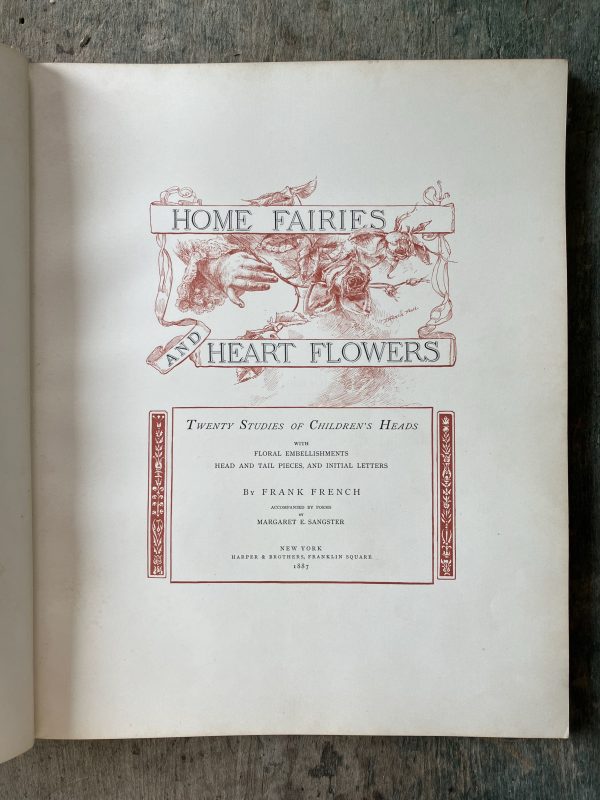 HOME FAIRIES
AND
HEART FLOWERS
TWENTY STUDIES OF CHILDREN'S HEADS
WITH
FLORAL EMBELLISHMENTS
HEAD AND TAIL PIECES, AND INITIAL LETTERS
BY FRANK FRENCH
ACCOMPANIED BY POEMS
BY
MARGARET E. SANGSTER
NEW YORK
HARPER & BROTHERS, FRANKLIN SQUARE
1887